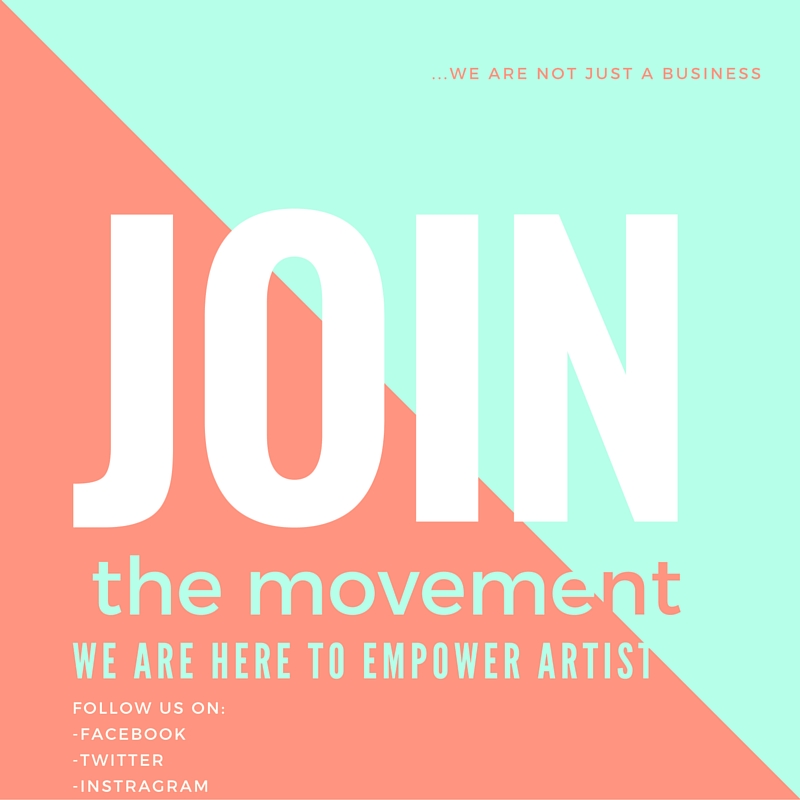 ...WE ARE NOT JUST A BUSINESS
JOIN
the movement
WE ARE HERE TO EMPOWER ARTIST
FOLLOW US ON:
-FACEBOOK
-TWITTER
-INSTRAGRAM